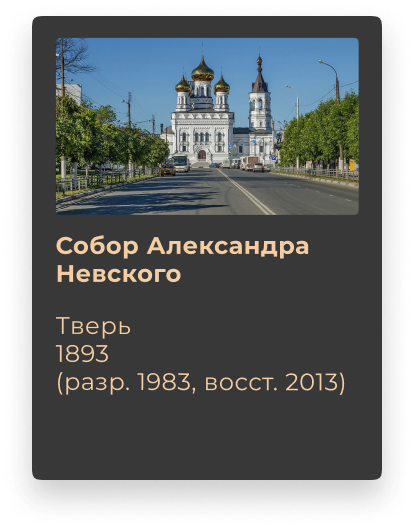 Собор Александра
Невского
Тверь
1893
(разр. 1983, восст. 2013)